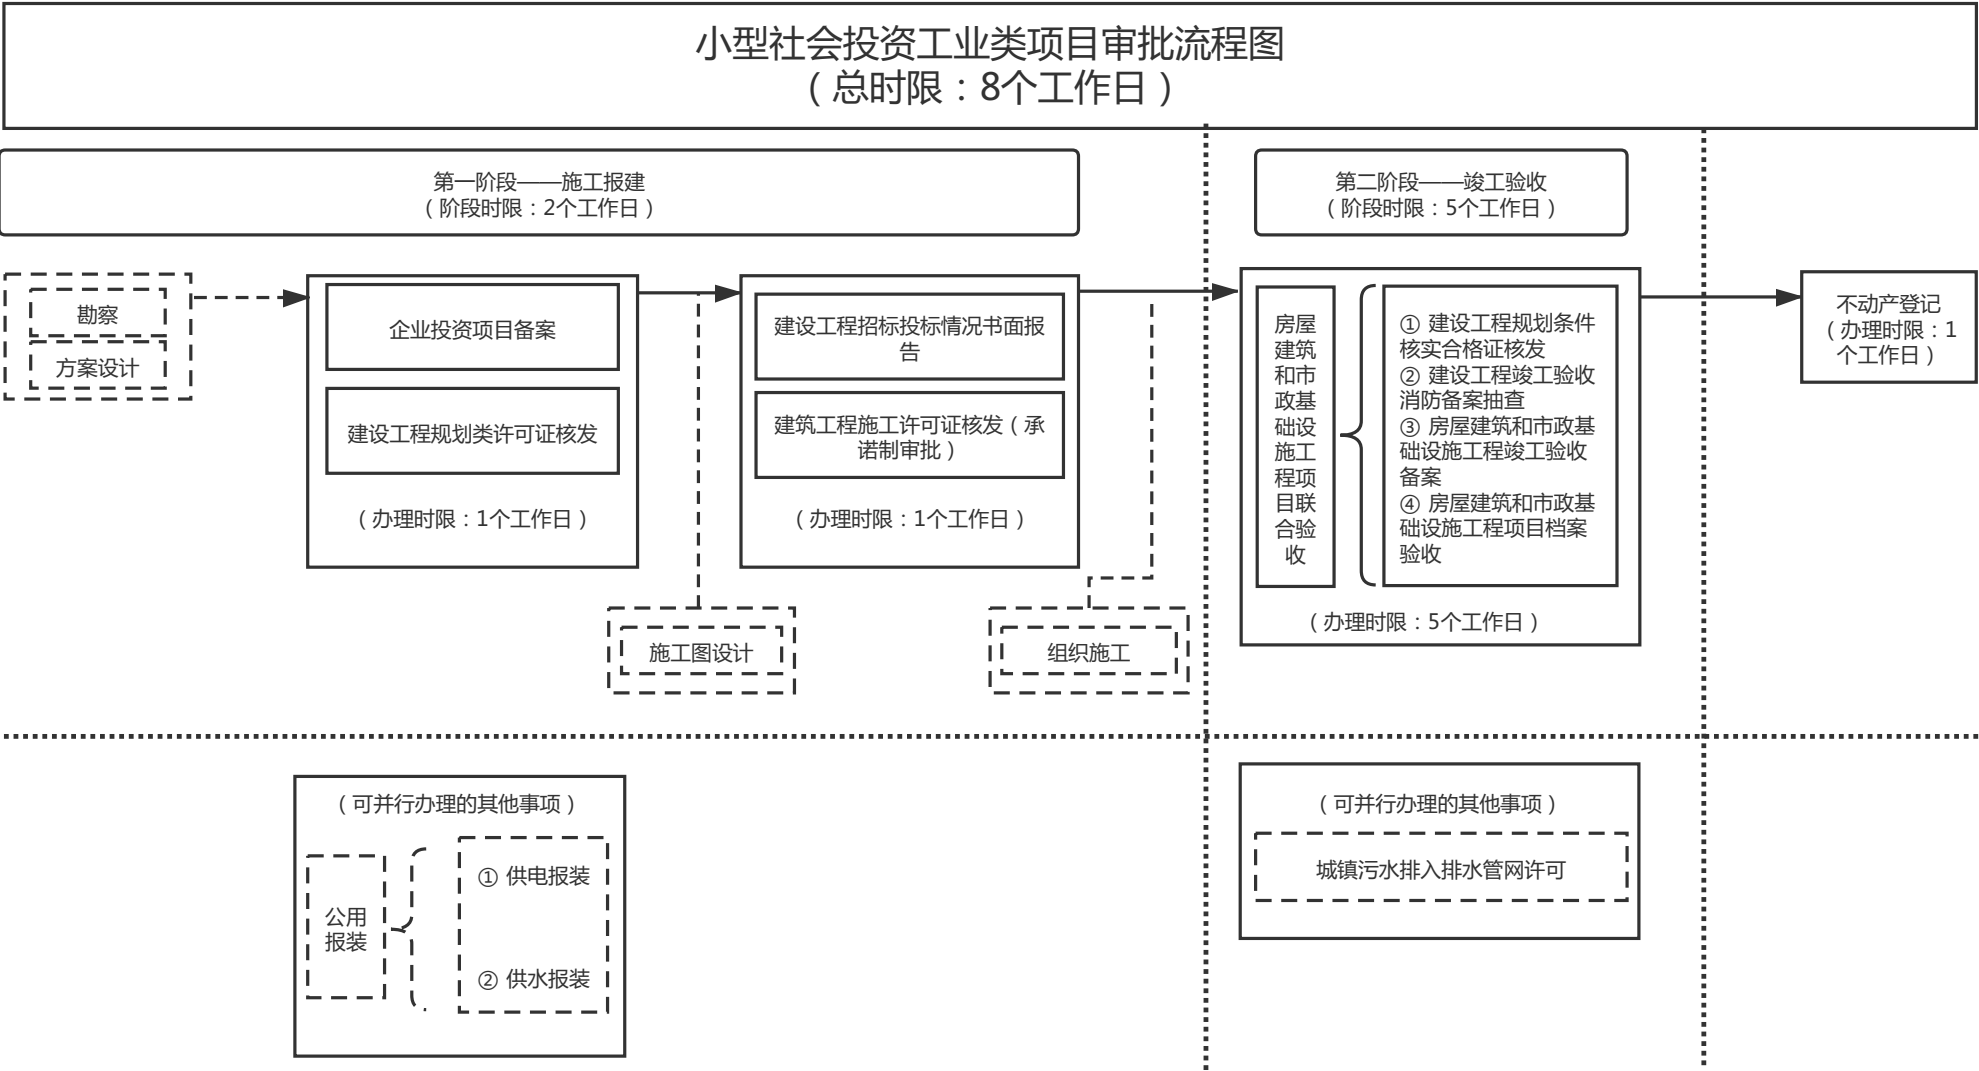 小型社会投资工业类项目审批流程图
（总时限：8个工作日）
第一阶段——施工报建
（阶段时限：2个工作日）
第二阶段——竣工验收
（阶段时限：5个工作日）
勘察
方案设计
企业投资项目备案
建设工程规划类许可证核发
（办理时限：1个工作日）
建设工程招标投标情况书面报
告
建筑工程施工许可证核发（承
诺制审批）
（办理时限：1个工作日）
施工图设计
组织施工
房屋
建筑
和市
政基
础设
施工
程项
目联
合验
收
① 建设工程规划条件
核实合格证核发
② 建设工程竣工验收
消防备案抽查
③ 房屋建筑和市政基
础设施工程竣工验收
备案
④ 房屋建筑和市政基
础设施工程项目档案
验收
（办理时限：5个工作日）
不动产登记
（办理时限：1
个工作日）
（可并行办理的其他事项）
公用
报装
① 供电报装
② 供水报装
（可并行办理的其他事项）
城镇污水排入排水管网许可